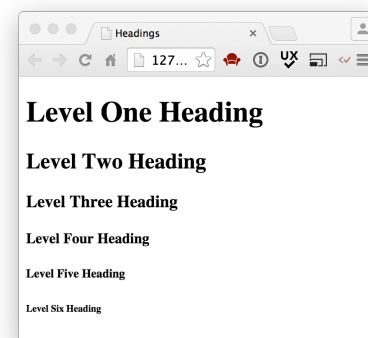 Headings
127...
UX
Level One Heading
Level Two Heading
Level Three Heading
Level Four Heading
Level Five Heading
Level Six Heading